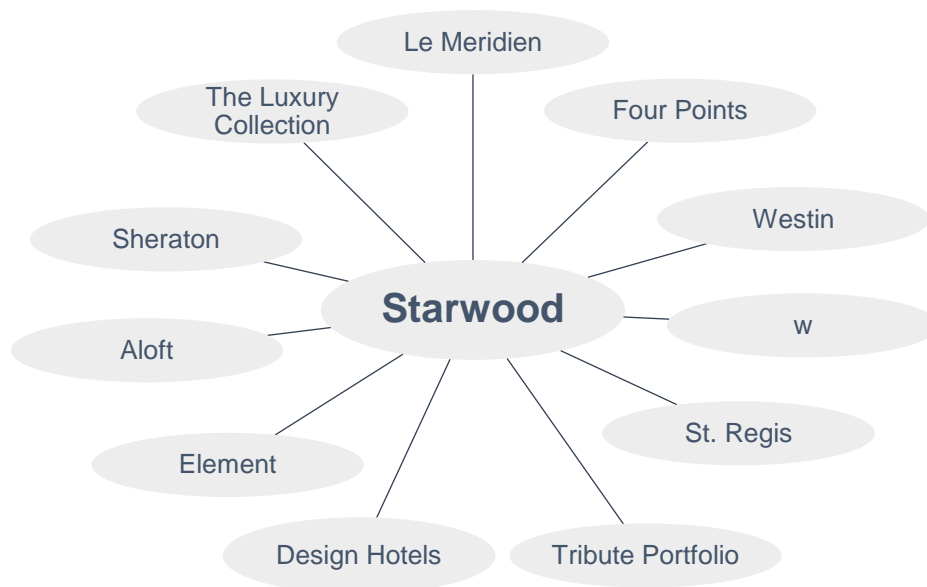 Le Meridien
The Luxury
Collection
Four Points
Sheraton
Westin
Starwood
w
Aloft
St. Regis
Element
Design Hotels
Tribute Portfolio